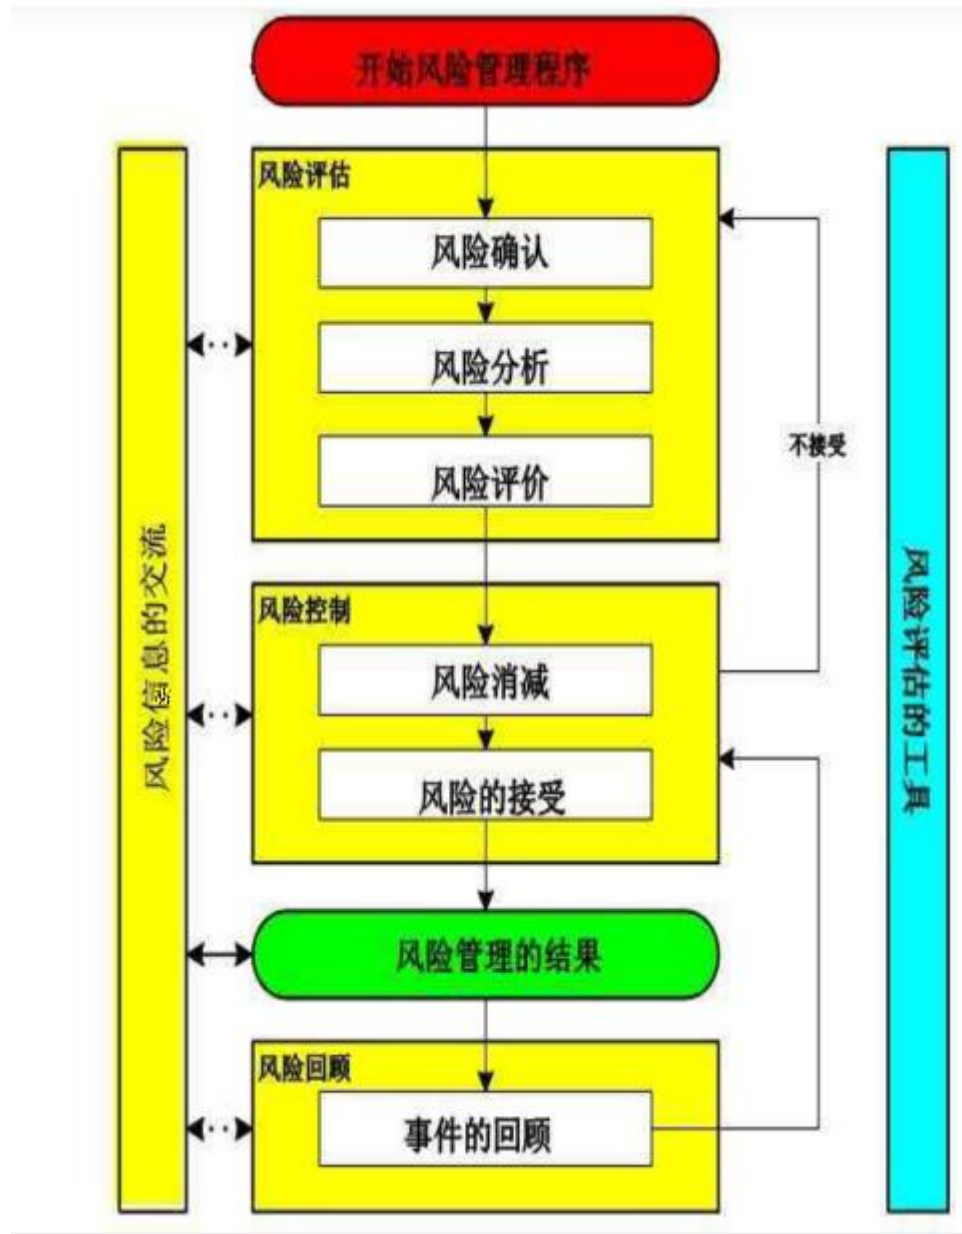 开始风险管理程序
风险评估
风险确认
风险分析
风险评价
不接受
风险信息的交流
风险控制
风险消减
风险的接受
风险评估的工具
风险管理的结果
风险回顾
事件的回顾